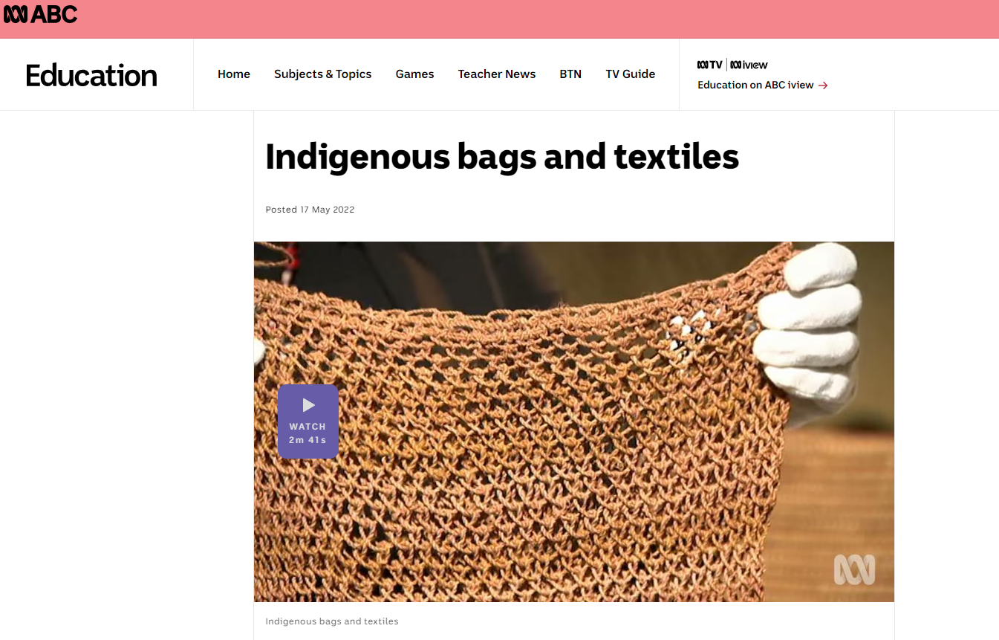 ABC
Education
Home
Subjects & Topics
Games
Teacher News
BTN
TV Guide
TV
iview
Education on ABC iview →
Indigenous bags and textiles
Posted 17 May 2022
WATCH
2m 41s
Indigenous bags and textiles